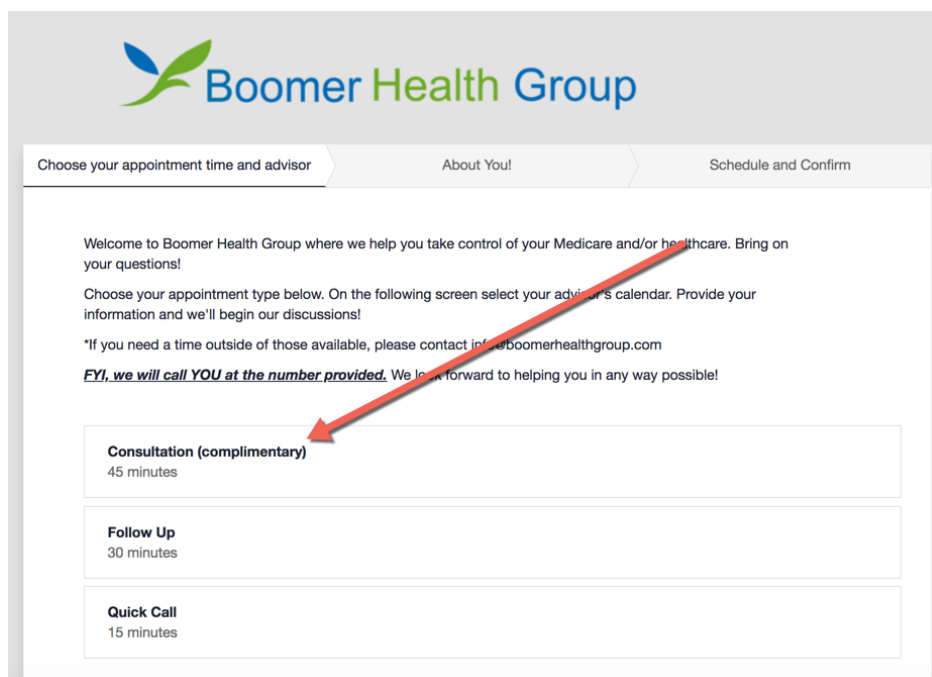 Boomer Health Group
Choose your appointment time and advisor
About You!
Schedule and Confirm
Welcome to Boomer Health Group where we help you take control of your Medicare and/or healthcare. Bring on
your questions!
Choose your appointment type below. On the following screen select your advisor's calendar. Provide your
information and we'll begin our discussions!
*If you need a time outside of those available, please contact info@boomerhealthgroup.com
FYI, we will call YOU at the number provided. We look forward to helping you in any way possible!
Consultation (complimentary)
45 minutes
Follow Up
30 minutes
Quick Call
15 minutes